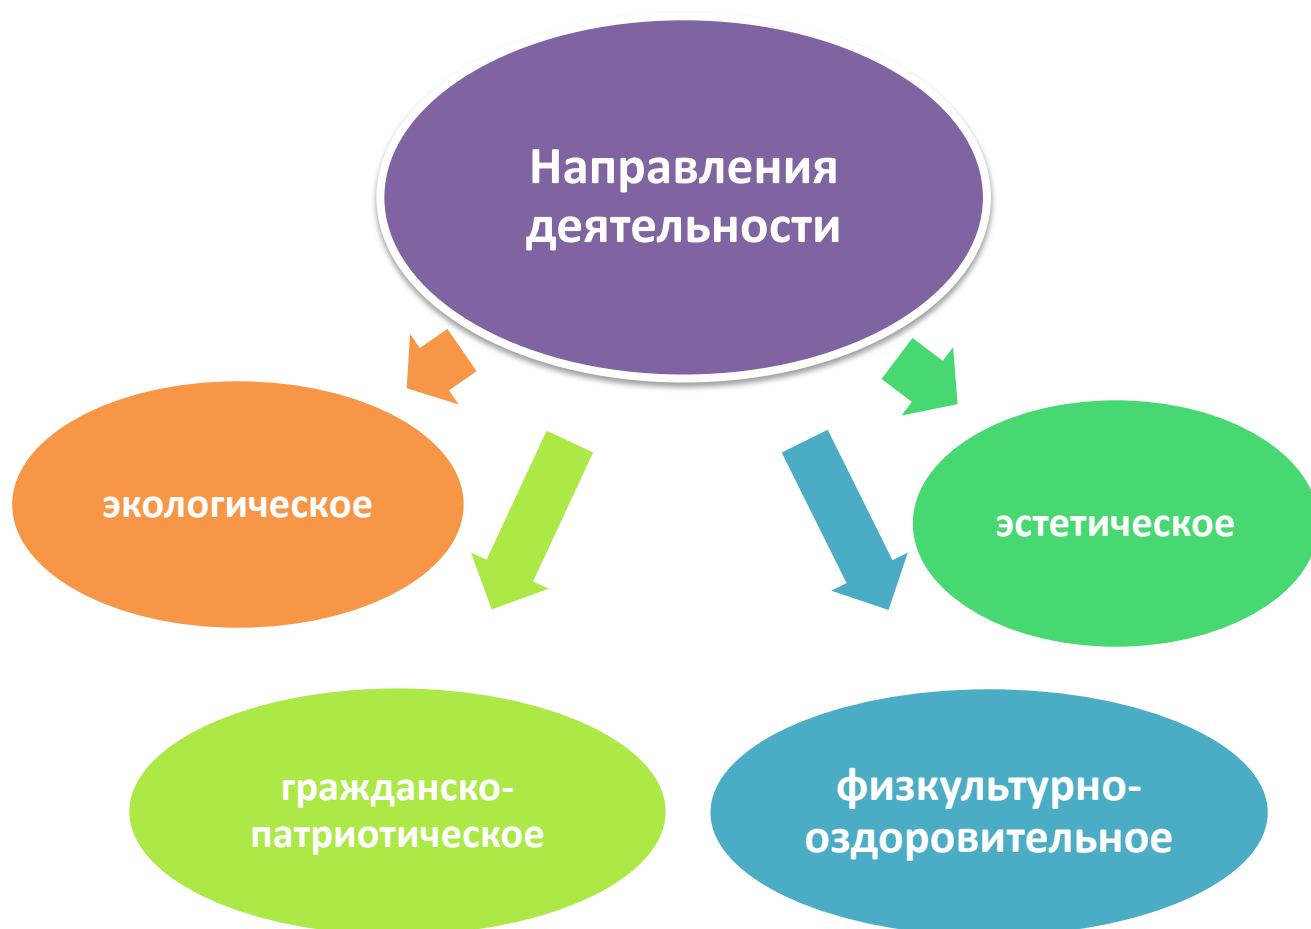 Направления
деятельности
экологическое
эстетическое
гражданско-
патриотическое
физкультурно-
оздоровительное